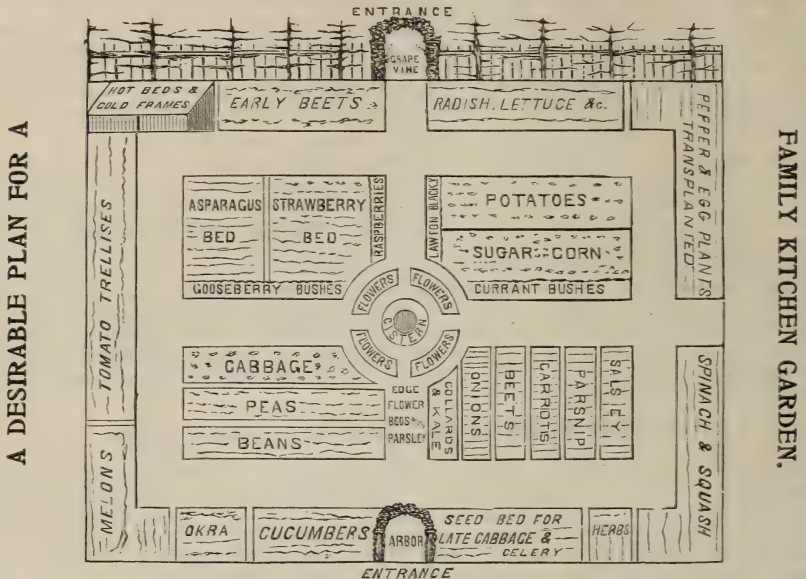 A DESIRABLE PLAN FOR A
FAMILY KITCHEN GARDEN.
ENTRANCE
GRAPE
VINE
HOT BEDS &
COLD FRAMES
EARLY BEETS
RADISH. LETTUCE &c.
PEPPER & EGG PLANTS
TRANSPLANTED
TOMATO TRELLISES
ASPARAGUS
BED
STRAWBERRY
BED
RASPBERRIES
LAWTON BLACK,Y
POTATOES
SUGAR CORN
GOOSEBERRY BUSHES
CURRANT BUSHES
FLOWERS
FLOWERS
CISTERN
FLOWERS
FLOWERS
CABBAGE
PEAS
BEANS
EDGE
FLOWER
BEDS
PARSLEY
COLLARDS
& KALE
ONIONS
BEETS
CARROTS
PARSNIP
SALSIFY
SPINACH & SQUASH
MELONS
OKRA
CUCUMBERS
ARBOR
SEED BED FOR
LATE CABBAGE &
CELERY
HERBS
ENTRANCE